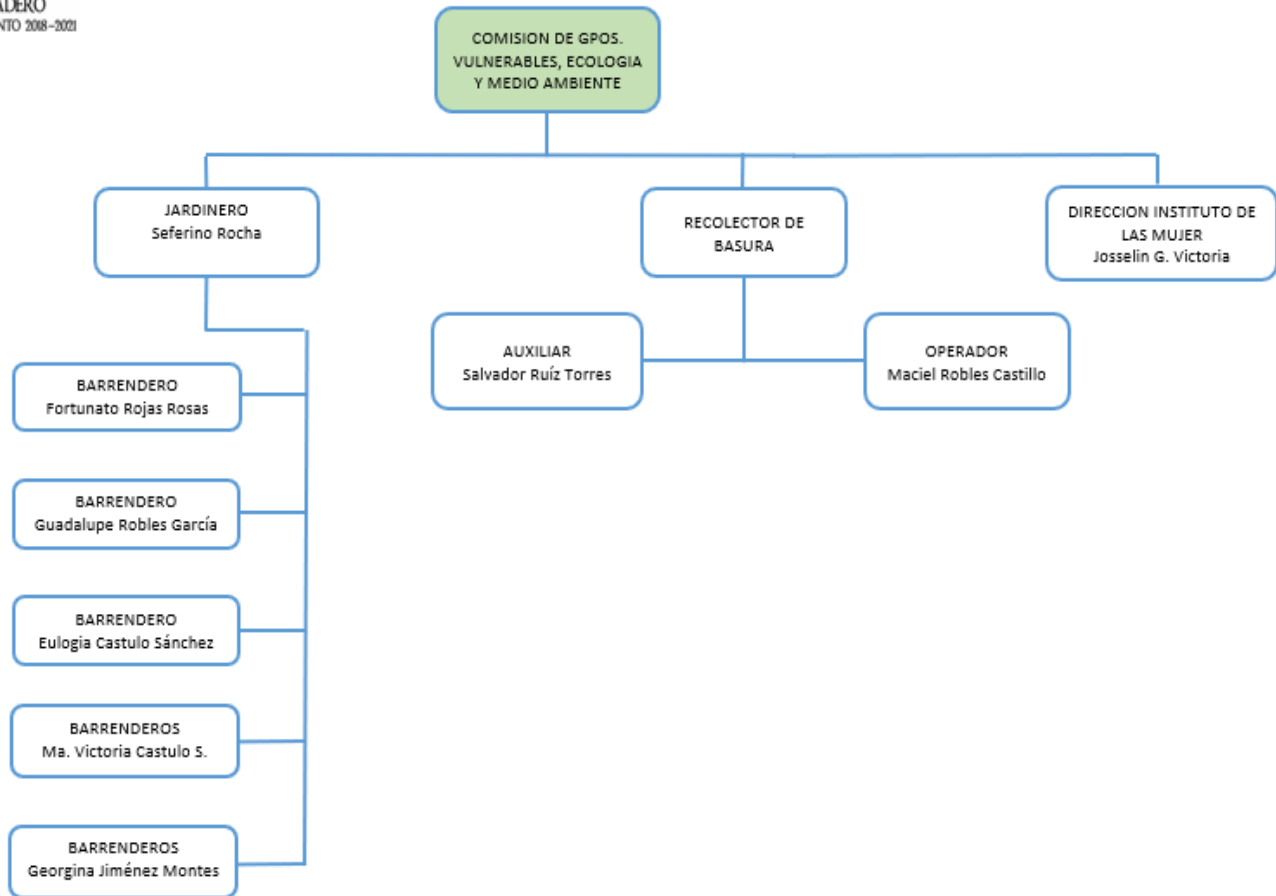 COMISION DE GPOS.
VULNERABLES, ECOLOGIA
Y MEDIO AMBIENTE
JARDINERO
Seferino Rocha
RECOLECTOR DE
BASURA
DIRECCION INSTITUTO DE
LAS MUJER
Josselin G. Victoria
AUXILIAR
Salvador Ruíz Torres
OPERADOR
Maciel Robles Castillo
BARRENDERO
Fortunato Rojas Rosas
BARRENDERO
Guadalupe Robles García
BARRENDERO
Eulogia Castulo Sánchez
BARRENDEROS
Ma. Victoria Castulo S.
BARRENDEROS
Georgina Jiménez Montes
2018-2021